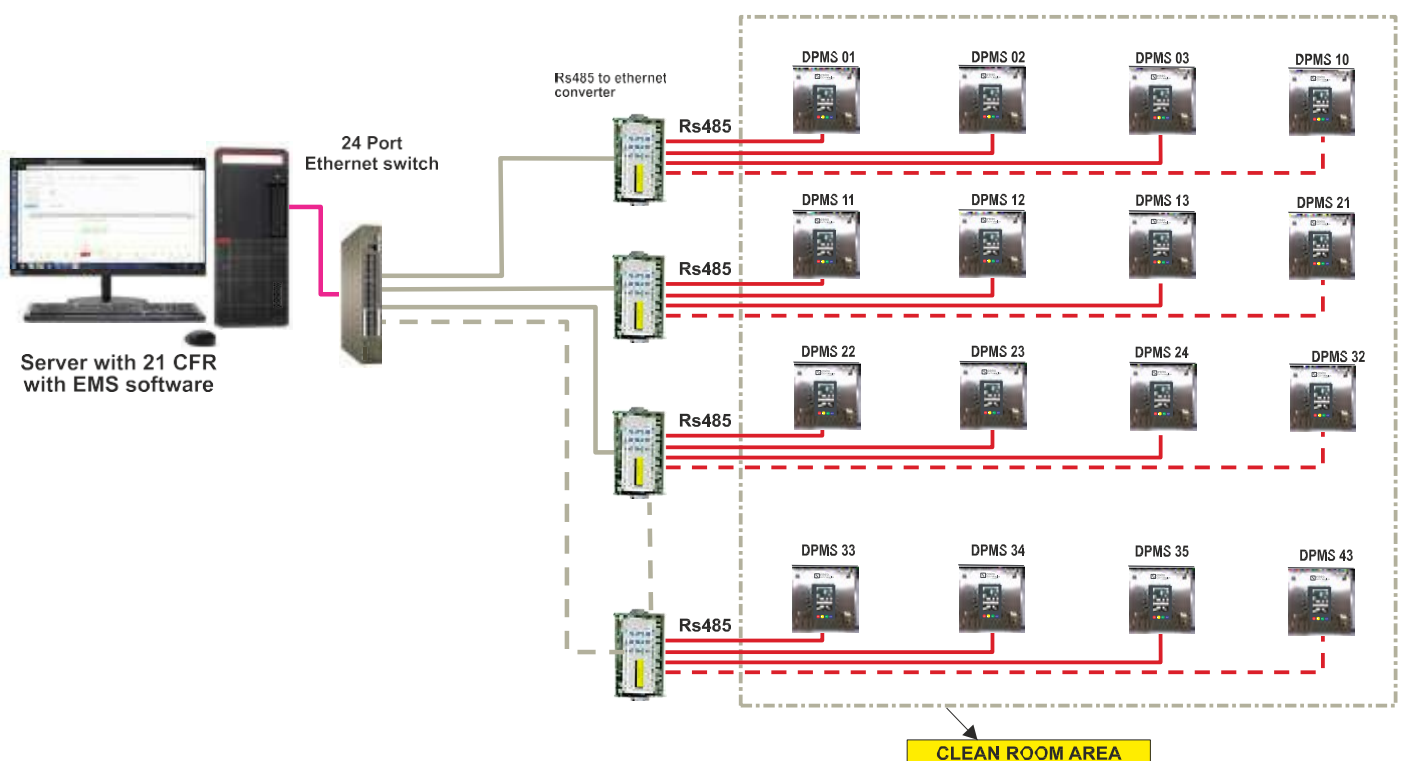 DPMS 01
DPMS 02
DPMS 03
DPMS 10
Rs485 to ethernet
converter
Rs485
24 Port
Ethernet switch
DPMS 11
DPMS 12
DPMS 13
DPMS 21
Rs485
Server with 21 CFR
with EMS software
DPMS 22
DPMS 23
DPMS 24
DPMS 32
Rs485
DPMS 33
DPMS 34
DPMS 35
DPMS 43
Rs485
CLEAN ROOM AREA